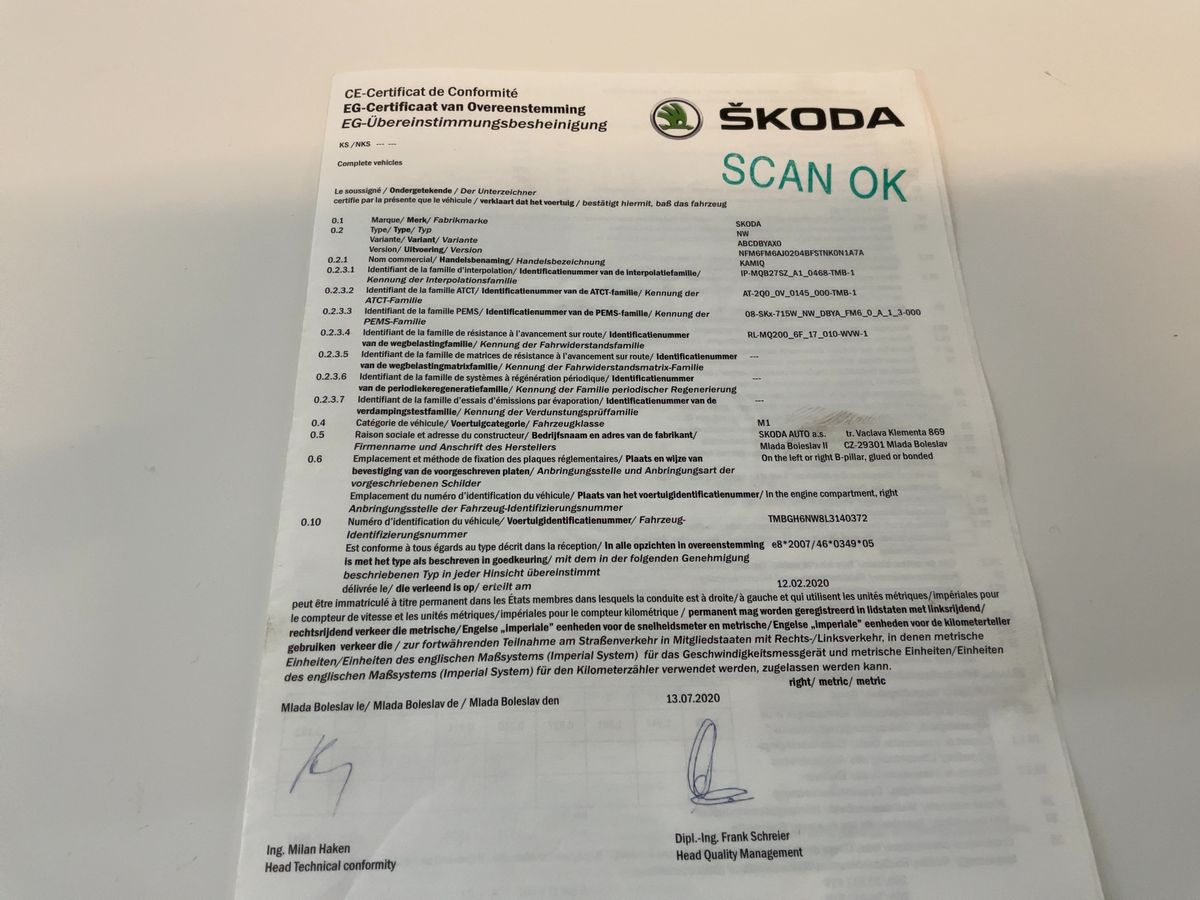 CE-Certificat de Conformité
EG-Certificaat van Overeenstemming
EG-Übereinstimmungsbesheinigung
ŠKODA
KS /NKS --- ---
SCAN OK
Complete vehicles
Le soussigné / Ondergetekende / Der Unterzeichner
certifie par la présente que le véhicule / verklaart dat het voertuig / bestätigt hiermit, baß das fahrzeug
0.1 Marque/ Merk/ Fabrikmarke SKODA
0.2 Type/ Type/ Typ NW
Variante/ Variant/ Variante ABCDBYAX0
Version/ Uitvoering/ Version NFM6FM6AJ0204BFSTNK0N1A7A
0.2.1 Nom commercial/ Handelsbenaming/ Handelsbezeichnung KAMIQ
0.2.3.1 Identifiant de la famille d'interpolation/ Identificatienummer van de interpolatiefamilie/ IP-MQB27SZ_A1_0468-TMB-1
Kennung der Interpolationsfamilie
0.2.3.2 Identifiant de la famille ATCT/ Identificatienummer van de ATCT-familie/ Kennung der AT-2Q0_0V_0145_000-TMB-1
ATCT-Familie
0.2.3.3 Identifiant de la famille PEMS/ Identificatienummer van de PEMS-familie/ Kennung der 08-SKx-715W_NW_DBYA_FM6_0_A_1_3-000
PEMS-Familie
0.2.3.4 Identifiant de la famille de résistance à l'avancement sur route/ Identificatienummer RL-MQ200_6F_17_010-WVW-1
van de wegbelastingfamilie/ Kennung der Fahrwiderstandsfamilie
0.2.3.5 Identifiant de la famille de matrices de résistance à l'avancement sur route/ Identificatienummer ---
van de wegbelastingmatrixfamilie/ Kennung der Fahrwiderstandsmatrix-Familie
0.2.3.6 Identifiant de la famille de systèmes à régénération périodique/ Identificatienummer ---
van de periodiekeregeneratiefamilie/ Kennung der Familie periodischer Regenerierung
0.2.3.7 Identifiant de la famille d'essais d'émissions par évaporation/ Identificatienummer van de ---
verdampingstestfamilie/ Kennung der Verdunstungsprüffamilie
0.4 Catégorie de véhicule/ Voertuigcategorie/ Fahrzeugklasse M1
0.5 Raison sociale et adresse du constructeur/ Bedrijfsnaam en adres van de fabrikant/ SKODA AUTO a.s. tr. Vaclava Klementa 869
Firmenname und Anschrift des Herstellers Mlada Boleslav II CZ-29301 Mlada Boleslav
0.6 Emplacement et méthode de fixation des plaques réglementaires/ Plaats en wijze van On the left or right B-pillar, glued or bonded
bevestiging van de voorgeschreven platen/ Anbringungsstelle und Anbringungsart der
vorgeschriebenen Schilder
Emplacement du numéro d'identification du véhicule/ Plaats van het voertuigidentificatienummer/ In the engine compartment, right
Anbringungsstelle der Fahrzeug-Identifizierungsnummer
0.10 Numéro d'identification du véhicule/ Voertuigidentificatienummer/ Fahrzeug- TMBGH6NW8L3140372
Identifizierungsnummer
Est conforme à tous égards au type décrit dans la réception/ In alle opzichten in overeenstemming e8*2007/46*0349*05
is met het type als beschreven in goedkeuring/ mit dem in der folgenden Genehmigung
beschriebenen Typ in jeder Hinsicht übereinstimmt
délivrée le/ die verleend is op/ erteilt am 12.02.2020
peut être immatriculé à titre permanent dans les États membres dans lesquels la conduite est à droite/ à gauche et qui utilisent les unités métriques/impériales pour
le compteur de vitesse et les unités métriques/impériales pour le compteur kilométrique / permanent mag worden geregistreerd in lidstaten met linksrijdend/
rechtsrijdend verkeer die metrische/Engelse „imperiale" eenheden voor de snelheidsmeter en metrische/Engelse „imperiale" eenheden voor de kilometerteller
gebruiken verkeer die / zur fortwährenden Teilnahme am Straßenverkehr in Mitgliedstaaten mit Rechts-/Linksverkehr, in denen metrische
Einheiten/Einheiten des englischen Maßsystems (Imperial System) für das Geschwindigkeitsmessgerät und metrische Einheiten/Einheiten
des englischen Maßsystems (Imperial System) für den Kilometerzähler verwendet werden, zugelassen werden kann.
right/ metric/ metric
Mlada Boleslav le/ Mlada Boleslav de / Mlada Boleslav den 13.07.2020
Ing. Milan Haken
Head Technical conformity
Dipl.-Ing. Frank Schreier
Head Quality Management